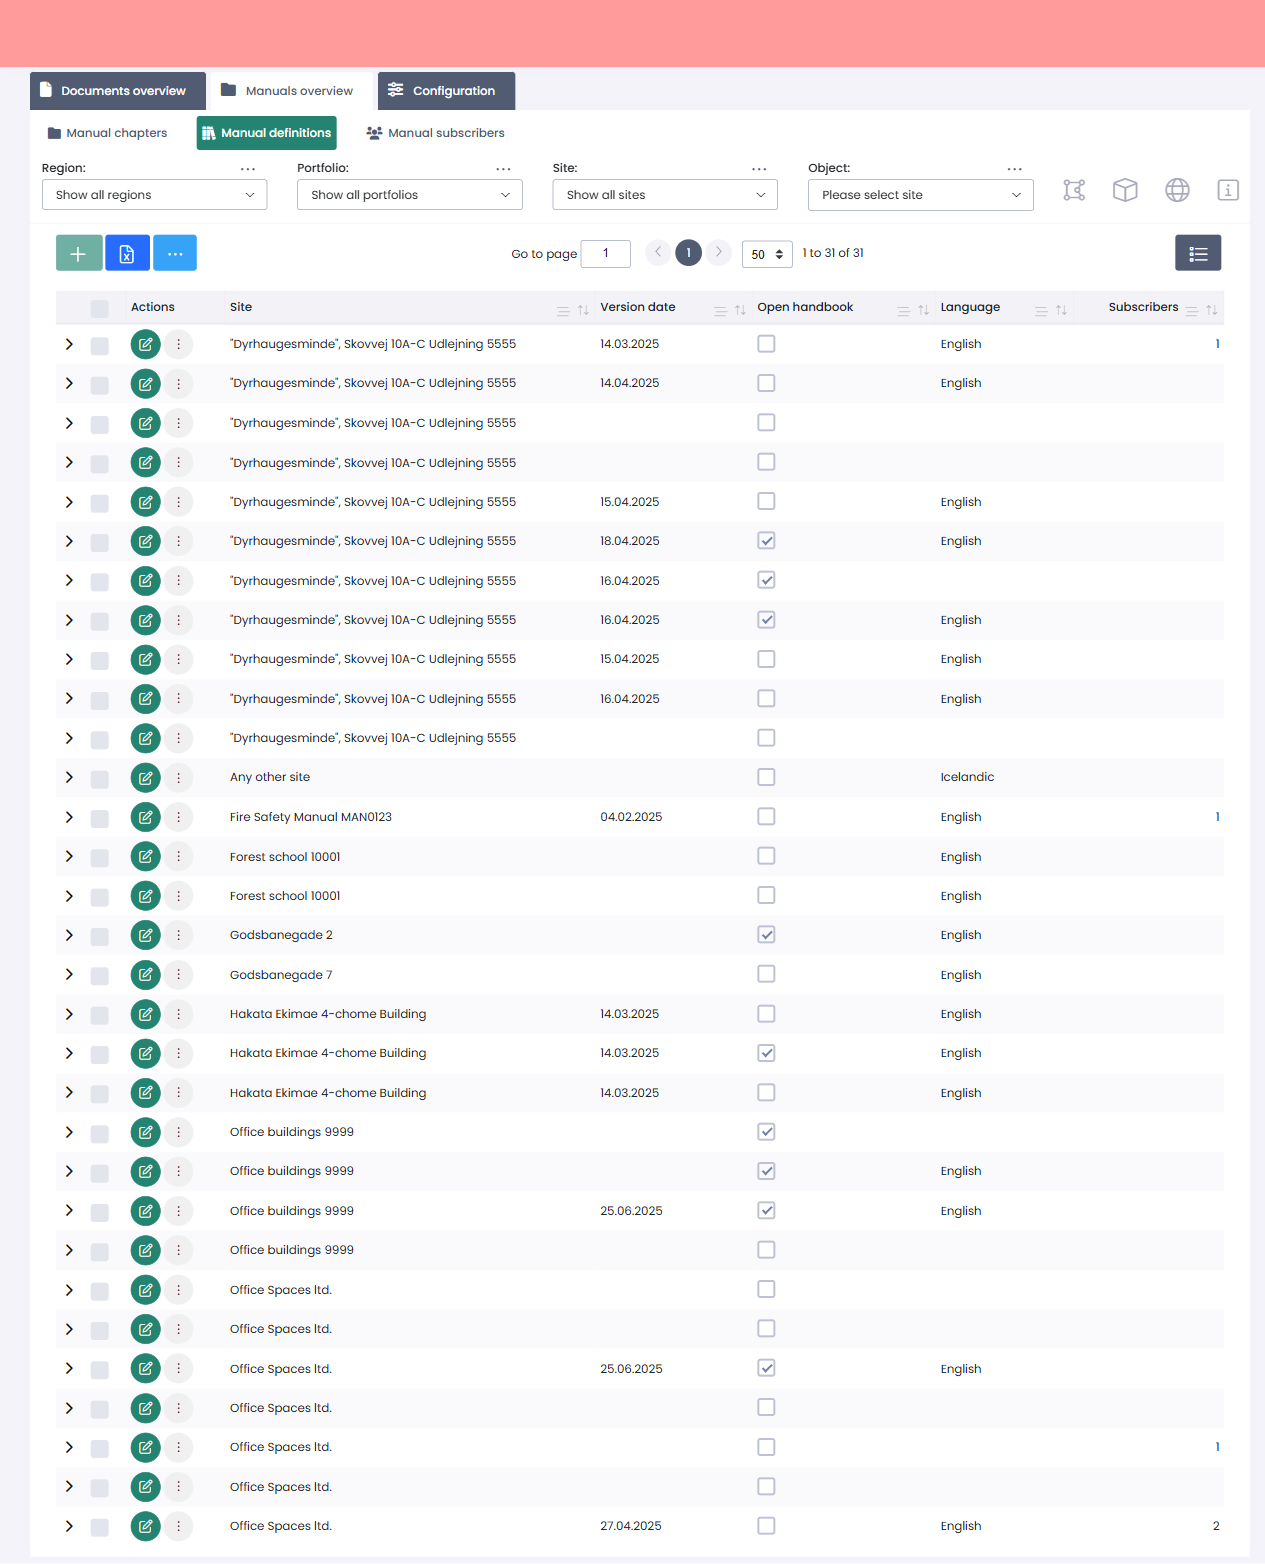 Documents overview Manuals overview Configuration
Manual chapters Manual definitions Manual subscribers
Region: ... Portfolio: ... Site: ... Object: ...
Show all regions Show all portfolios Show all sites Please select site
Go to page 1 1 50 1 to 31 of 31
Actions Site Version date Open handbook Language Subscribers
"Dyrhaugesminde", Skovvej 10A-C Udlejning 5555 14.03.2025 English 1
"Dyrhaugesminde", Skovvej 10A-C Udlejning 5555 14.04.2025 English
"Dyrhaugesminde", Skovvej 10A-C Udlejning 5555
"Dyrhaugesminde", Skovvej 10A-C Udlejning 5555
"Dyrhaugesminde", Skovvej 10A-C Udlejning 5555 15.04.2025 English
"Dyrhaugesminde", Skovvej 10A-C Udlejning 5555 18.04.2025 English
"Dyrhaugesminde", Skovvej 10A-C Udlejning 5555 16.04.2025
"Dyrhaugesminde", Skovvej 10A-C Udlejning 5555 16.04.2025 English
"Dyrhaugesminde", Skovvej 10A-C Udlejning 5555 15.04.2025 English
"Dyrhaugesminde", Skovvej 10A-C Udlejning 5555 16.04.2025 English
"Dyrhaugesminde", Skovvej 10A-C Udlejning 5555
Any other site Icelandic
Fire Safety Manual MAN0123 04.02.2025 English 1
Forest school 10001 English
Forest school 10001 English
Godsbanegade 2 English
Godsbanegade 7 English
Hakata Ekimae 4-chome Building 14.03.2025 English
Hakata Ekimae 4-chome Building 14.03.2025 English
Hakata Ekimae 4-chome Building 14.03.2025 English
Office buildings 9999
Office buildings 9999 English
Office buildings 9999 25.06.2025 English
Office buildings 9999
Office Spaces ltd.
Office Spaces ltd.
Office Spaces ltd. 25.06.2025 English
Office Spaces ltd.
Office Spaces ltd. 1
Office Spaces ltd.
Office Spaces ltd. 27.04.2025 English 2